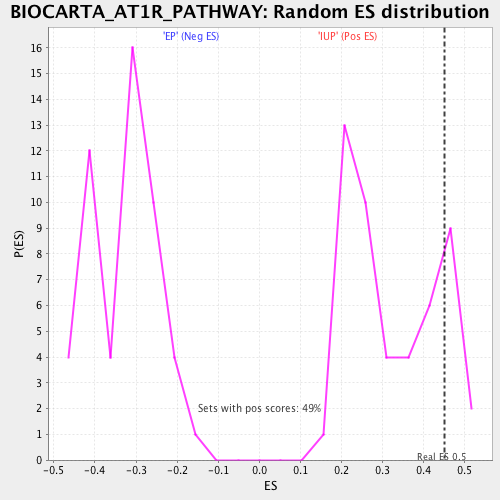 BIOCARTA_AT1R_PATHWAY: Random ES distribution
'EP' (Neg ES) 'IUP' (Pos ES)
16
15
14
13
12
11
10
9
8
7
6
5
4
3
2
1
0
P(ES)
Sets with pos scores: 49%
Real ES 0.5
-0.5 -0.4 -0.3 -0.2 -0.1 0.0 0.1 0.2 0.3 0.4 0.5
ES